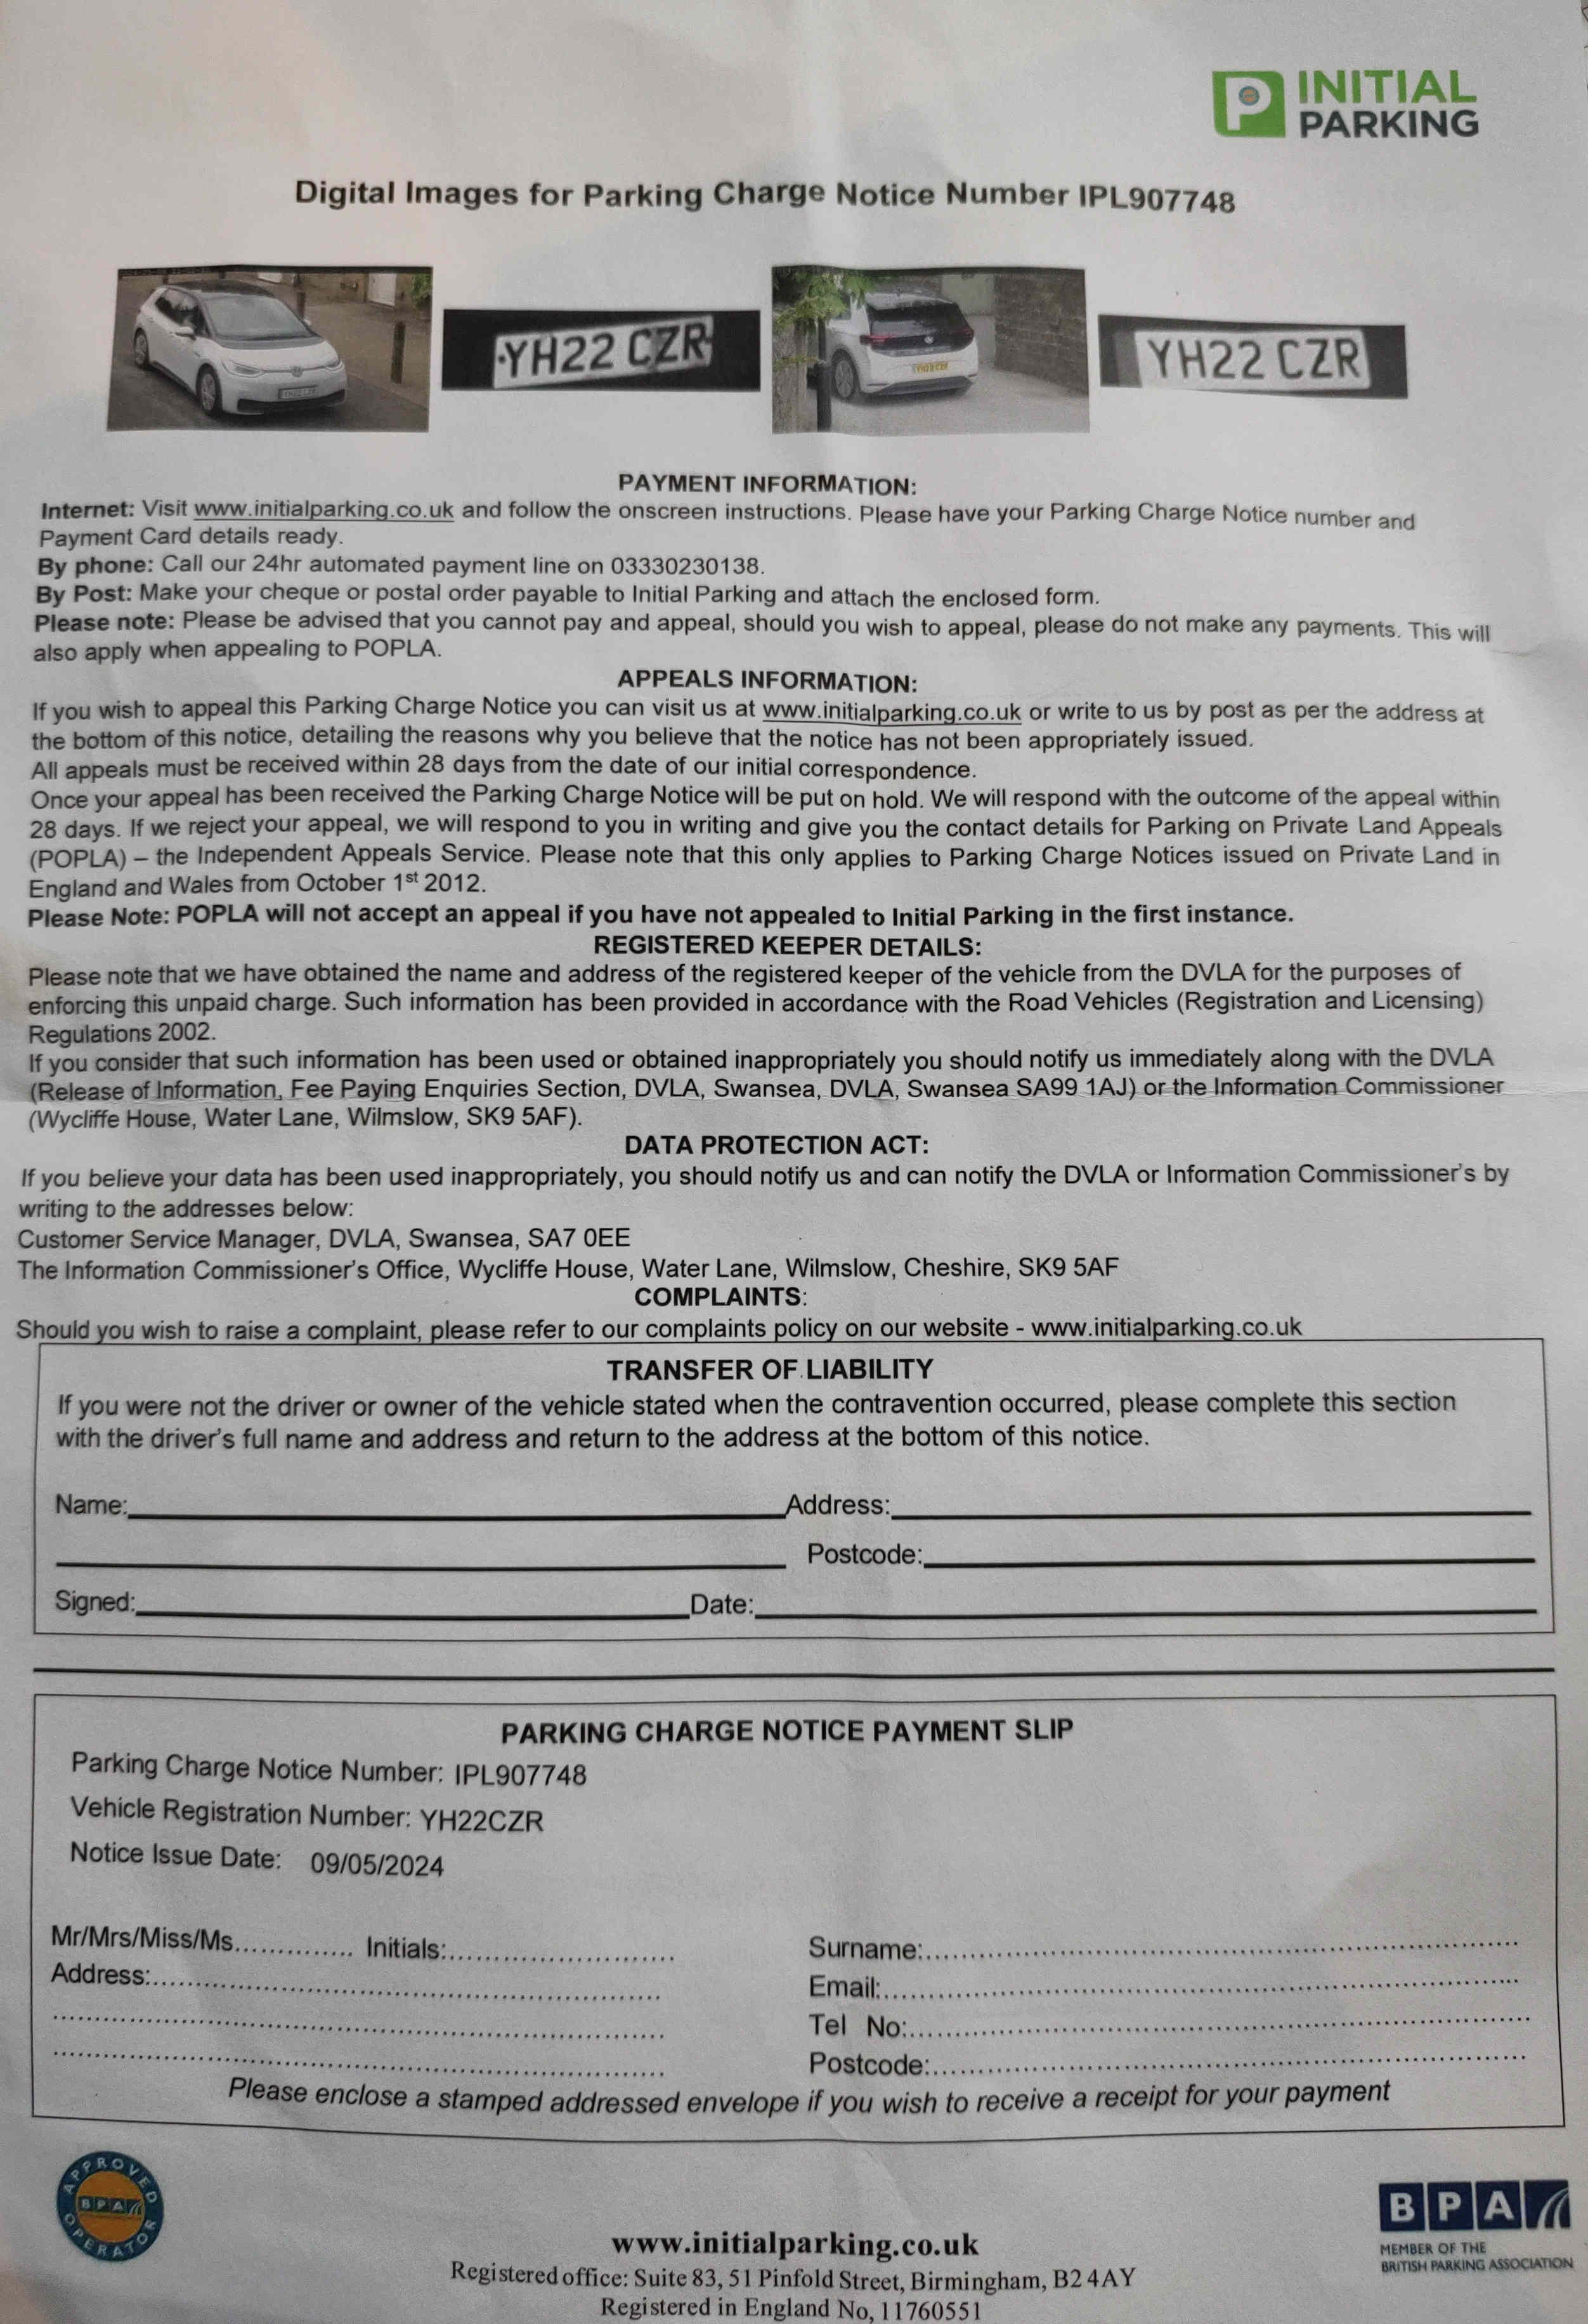 P INITIAL
PARKING
Digital Images for Parking Charge Notice Number IPL907748
YH22 CZR
YH22 CZR
PAYMENT INFORMATION:
Internet: Visit www.initialparking.co.uk and follow the onscreen instructions. Please have your Parking Charge Notice number and
Payment Card details ready.
By phone: Call our 24hr automated payment line on 03330230138.
By Post: Make your cheque or postal order payable to Initial Parking and attach the enclosed form.
Please note: Please be advised that you cannot pay and appeal, should you wish to appeal, please do not make any payments. This will
also apply when appealing to POPLA.
APPEALS INFORMATION:
If you wish to appeal this Parking Charge Notice you can visit us at www.initialparking.co.uk or write to us by post as per the address at
the bottom of this notice, detailing the reasons why you believe that the notice has not been appropriately issued.
All appeals must be received within 28 days from the date of our initial correspondence.
Once your appeal has been received the Parking Charge Notice will be put on hold. We will respond with the outcome of the appeal within
28 days. If we reject your appeal, we will respond to you in writing and give you the contact details for Parking on Private Land Appeals
(POPLA) – the Independent Appeals Service. Please note that this only applies to Parking Charge Notices issued on Private Land in
England and Wales from October 1st 2012.
Please Note: POPLA will not accept an appeal if you have not appealed to Initial Parking in the first instance.
REGISTERED KEEPER DETAILS:
Please note that we have obtained the name and address of the registered keeper of the vehicle from the DVLA for the purposes of
enforcing this unpaid charge. Such information has been provided in accordance with the Road Vehicles (Registration and Licensing)
Regulations 2002.
If you consider that such information has been used or obtained inappropriately you should notify us immediately along with the DVLA
(Release of Information, Fee Paying Enquiries Section, DVLA, Swansea, DVLA, Swansea SA99 1AJ) or the Information Commissioner
(Wycliffe House, Water Lane, Wilmslow, SK9 5AF).
DATA PROTECTION ACT:
If you believe your data has been used inappropriately, you should notify us and can notify the DVLA or Information Commissioner's by
writing to the addresses below:
Customer Service Manager, DVLA, Swansea, SA7 0EE
The Information Commissioner's Office, Wycliffe House, Water Lane, Wilmslow, Cheshire, SK9 5AF
COMPLAINTS:
Should you wish to raise a complaint, please refer to our complaints policy on our website - www.initialparking.co.uk
TRANSFER OF LIABILITY
If you were not the driver or owner of the vehicle stated when the contravention occurred, please complete this section
with the driver's full name and address and return to the address at the bottom of this notice.
Name: Address:
Postcode:
Signed: Date:
PARKING CHARGE NOTICE PAYMENT SLIP
Parking Charge Notice Number: IPL907748
Vehicle Registration Number: YH22CZR
Notice Issue Date: 09/05/2024
Mr/Mrs/Miss/Ms.............. Initials:..........................
Surname:......................................................................
Address:............................................................
Email:...........................................................................
Tel No:.........................................................................
Postcode:.....................................................................
Please enclose a stamped addressed envelope if you wish to receive a receipt for your payment
APPROVED
BPA
OPERATOR
www.initialparking.co.uk
Registered office: Suite 83, 51 Pinfold Street, Birmingham, B2 4AY
Registered in England No, 11760551
BPA
MEMBER OF THE
BRITISH PARKING ASSOCIATION